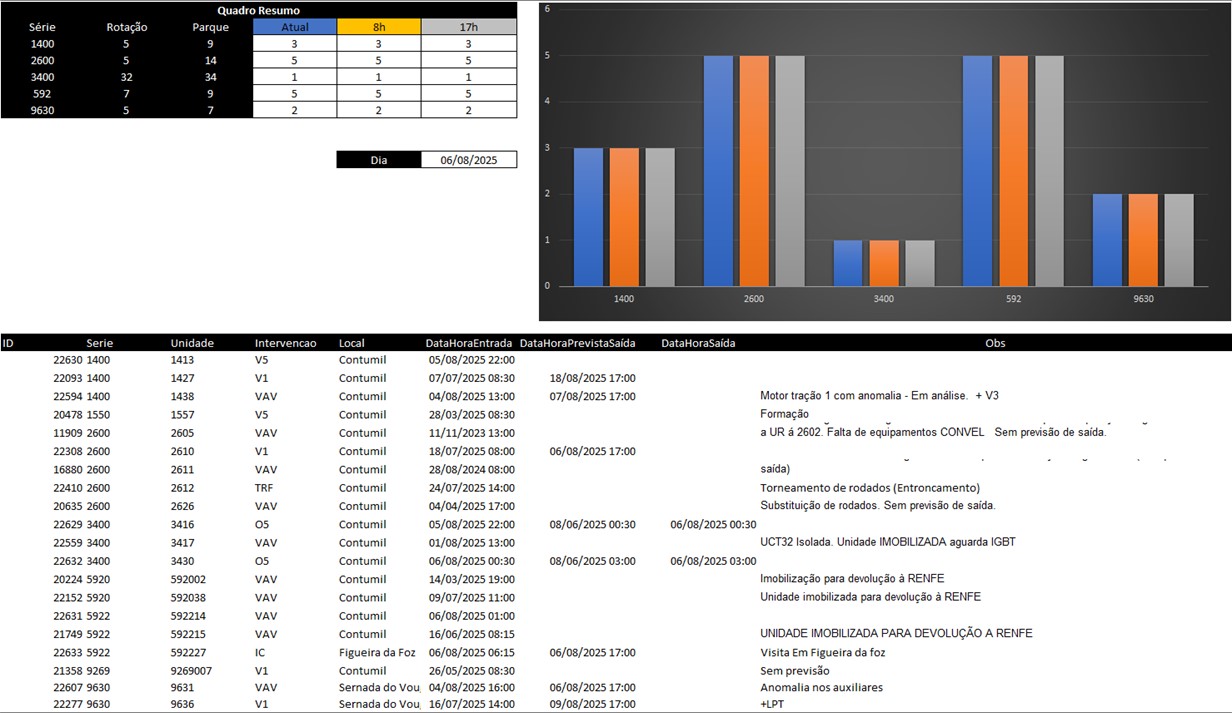 Quadro Resumo
Série Rotação Parque Atual 8h 17h
1400 5 9 3 3 3
2600 5 14 5 5 5
3400 32 34 1 1 1
592 7 9 5 5 5
9630 5 7 2 2 2
Dia 06/08/2025
6
5
4
3
2
1
0
1400 2600 3400 592 9630
ID Serie Unidade Intervencao Local DataHoraEntrada DataHoraPrevistaSaída DataHoraSaída Obs
22630 1400 1413 V5 Contumil 05/08/2025 22:00
22093 1400 1427 V1 Contumil 07/07/2025 08:30 18/08/2025 17:00
22594 1400 1438 VAV Contumil 04/08/2025 13:00 07/08/2025 17:00 Motor tração 1 com anomalia - Em análise. + V3
20478 1550 1557 V5 Contumil 28/03/2025 08:30 Formação
11909 2600 2605 VAV Contumil 11/11/2023 13:00 a UR á 2602. Falta de equipamentos CONVEL Sem previsão de saída.
22308 2600 2610 V1 Contumil 18/07/2025 08:00 06/08/2025 17:00
16880 2600 2611 VAV Contumil 28/08/2024 08:00 saída)
22410 2600 2612 TRF Contumil 24/07/2025 14:00 Torneamento de rodados (Entroncamento)
20635 2600 2626 VAV Contumil 04/04/2025 17:00 Substituição de rodados. Sem previsão de saída.
22629 3400 3416 O5 Contumil 05/08/2025 22:00 08/06/2025 00:30 06/08/2025 00:30
22559 3400 3417 VAV Contumil 01/08/2025 13:00 UCT32 Isolada. Unidade IMOBILIZADA aguarda IGBT
22632 3400 3430 O5 Contumil 06/08/2025 00:30 08/06/2025 03:00 06/08/2025 03:00
20224 5920 592002 VAV Contumil 14/03/2025 19:00 Imobilização para devolução à RENFE
22152 5920 592038 VAV Contumil 09/07/2025 11:00 Unidade imobilizada para devolução à RENFE
22631 5922 592214 VAV Contumil 06/08/2025 01:00
21749 5922 592215 VAV Contumil 16/06/2025 08:15 UNIDADE IMOBILIZADA PARA DEVOLUÇÃO A RENFE
22633 5922 592227 IC Figueira da Foz 06/08/2025 06:15 06/08/2025 17:00 Visita Em Figueira da foz
21358 9269 9269007 V1 Contumil 26/05/2025 08:30 Sem previsão
22607 9630 9631 VAV Sernada do Vou 04/08/2025 16:00 06/08/2025 17:00 Anomalia nos auxiliares
22277 9630 9636 V1 Sernada do Vou 16/07/2025 14:00 09/08/2025 17:00 +LPT